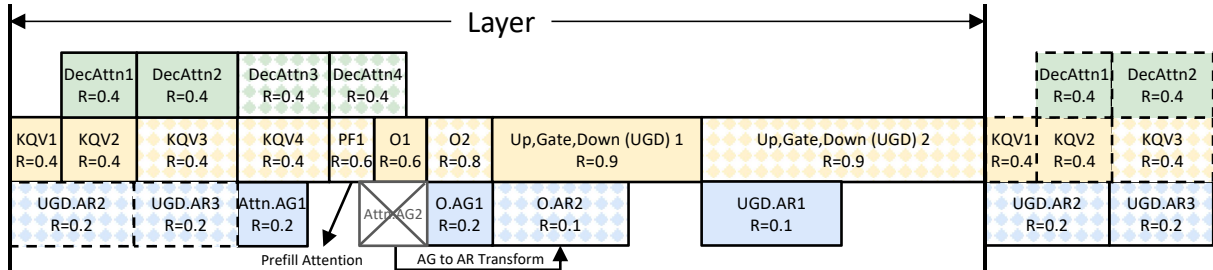 Layer
DecAttn1
R=0.4
DecAttn2
R=0.4
DecAttn3
R=0.4
DecAttn4
R=0.4
DecAttn1
R=0.4
DecAttn2
R=0.4
KQV1
R=0.4
KQV2
R=0.4
KQV3
R=0.4
KQV4
R=0.4
PF1
R=0.6
O1
R=0.6
O2
R=0.8
Up,Gate,Down (UGD) 1
R=0.9
Up,Gate,Down (UGD) 2
R=0.9
KQV1
R=0.4
KQV2
R=0.4
KQV3
R=0.4
UGD.AR2
R=0.2
UGD.AR3
R=0.2
Attn.AG1
R=0.2
Attn.AG2
O.AG1
R=0.2
O.AR2
R=0.1
UGD.AR1
R=0.1
UGD.AR2
R=0.2
UGD.AR3
R=0.2
Prefill Attention
AG to AR Transform